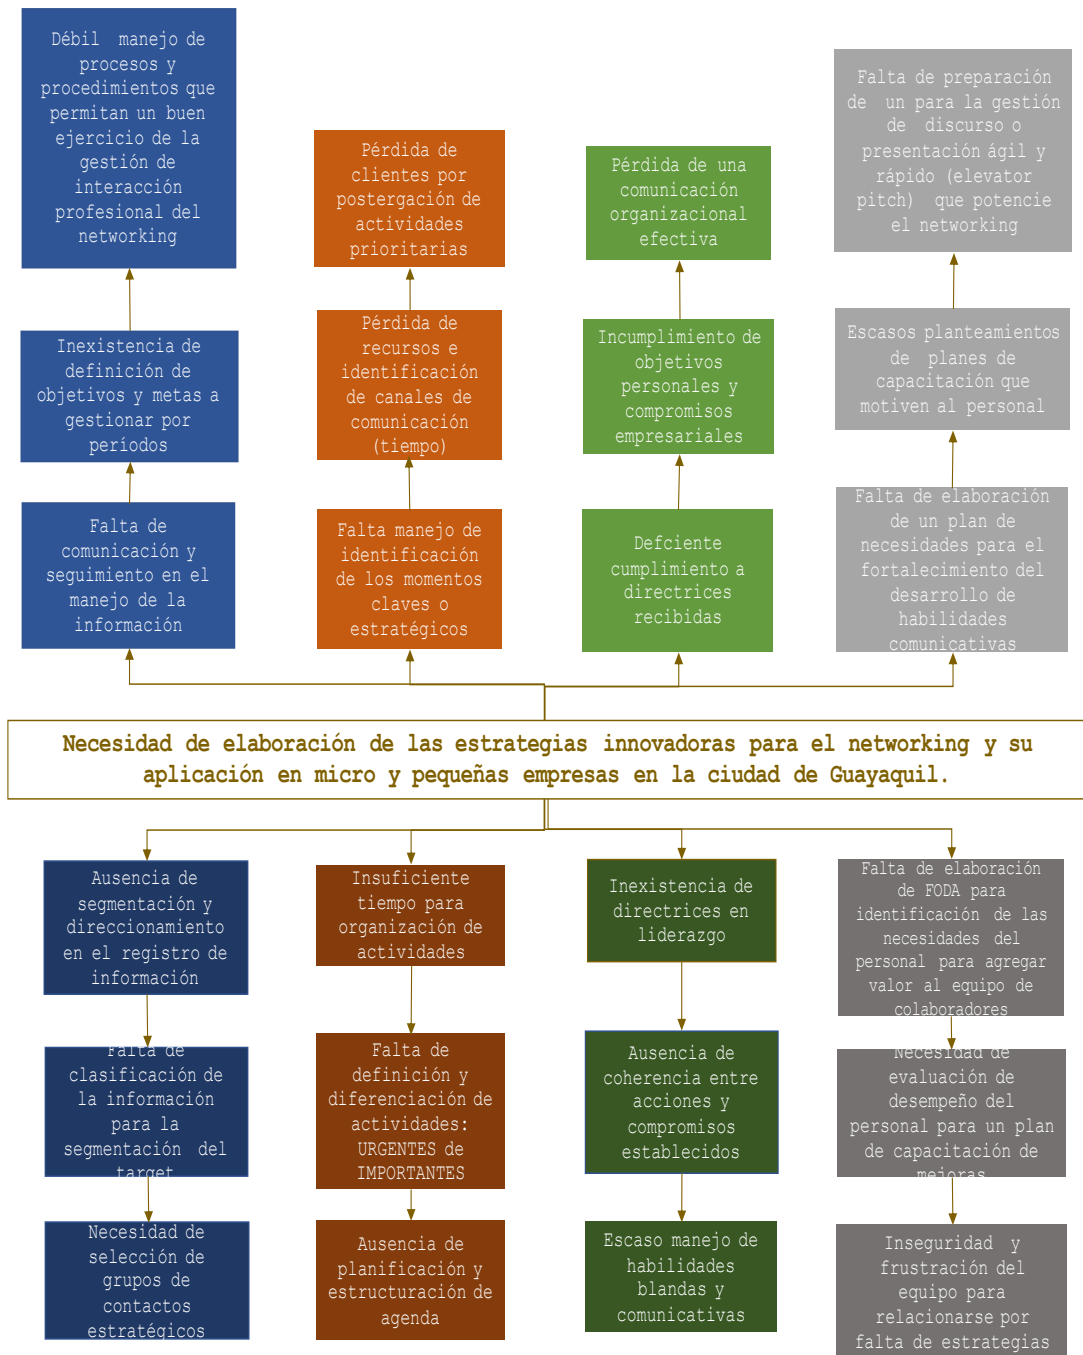 Débil manejo de
procesos y
procedimientos que
permitan un buen
ejercicio de la
gestión de
interacción
profesional del
networking
Pérdida de
clientes por
postergación de
actividades
prioritarias
Pérdida de una
comunicación
organizacional
efectiva
Falta de preparación
de un para la gestión
de discurso o
presentación ágil y
rápido (elevator
pitch) que potencie
el networking
Inexistencia de
definición de
objetivos y metas a
gestionar por
períodos
Pérdida de
recursos e
identificación
de canales de
comunicación
(tiempo)
Incumplimiento de
objetivos
personales y
compromisos
empresariales
Escasos planteamientos
de planes de
capacitación que
motiven al personal
Falta de
comunicación y
seguimiento en el
manejo de la
información
Falta manejo de
identificación
de los momentos
claves o
estratégicos
Defciente
cumplimiento a
directrices
recibidas
Falta de elaboración
de un plan de
necesidades para el
fortalecimiento del
desarrollo de
habilidades
comunicativas
Necesidad de elaboración de las estrategias innovadoras para el networking y su
aplicación en micro y pequeñas empresas en la ciudad de Guayaquil.
Ausencia de
segmentación y
direccionamiento
en el registro de
información
Insuficiente
tiempo para
organización de
actividades
Inexistencia de
directrices en
liderazgo
Falta de elaboración
de FODA para
identificación de las
necesidades del
personal para agregar
valor al equipo de
colaboradores
Falta de
clasificación de
la información
para la
segmentación del
target
Falta de
definición y
diferenciación de
actividades:
URGENTES de
IMPORTANTES
Ausencia de
coherencia entre
acciones y
compromisos
establecidos
Necesidad de
evaluación de
desempeño del
personal para un plan
de capacitación de
mejoras
Necesidad de
selección de
grupos de
contactos
estratégicos
Ausencia de
planificación y
estructuración de
agenda
Escaso manejo de
habilidades
blandas y
comunicativas
Inseguridad y
frustración del
equipo para
relacionarse por
falta de estrategias